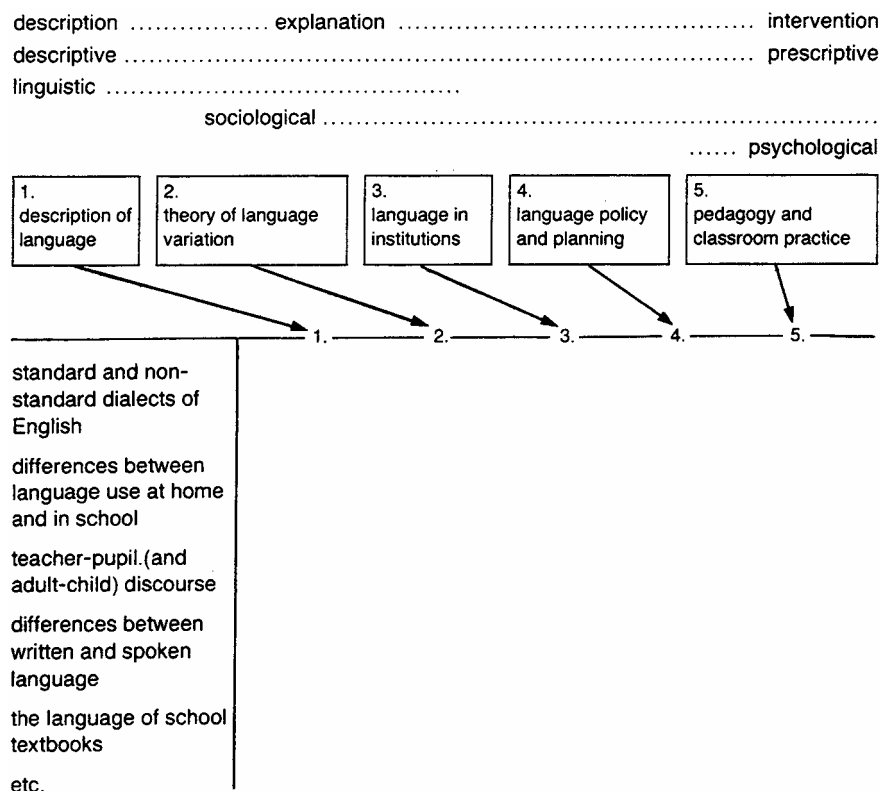 description ................ explanation ........................................ intervention
descriptive ............................................................................ prescriptive
linguistic ...........................................
sociological ...................................................................
...... psychological
1.
description of
language
2.
theory of language
variation
3.
language in
institutions
4.
language policy
and planning
5.
pedagogy and
classroom practice
1. 2. 3. 4. 5.
standard and non-
standard dialects of
English
differences between
language use at home
and in school
teacher-pupil.(and
adult-child) discourse
differences between
written and spoken
language
the language of school
textbooks
etc.